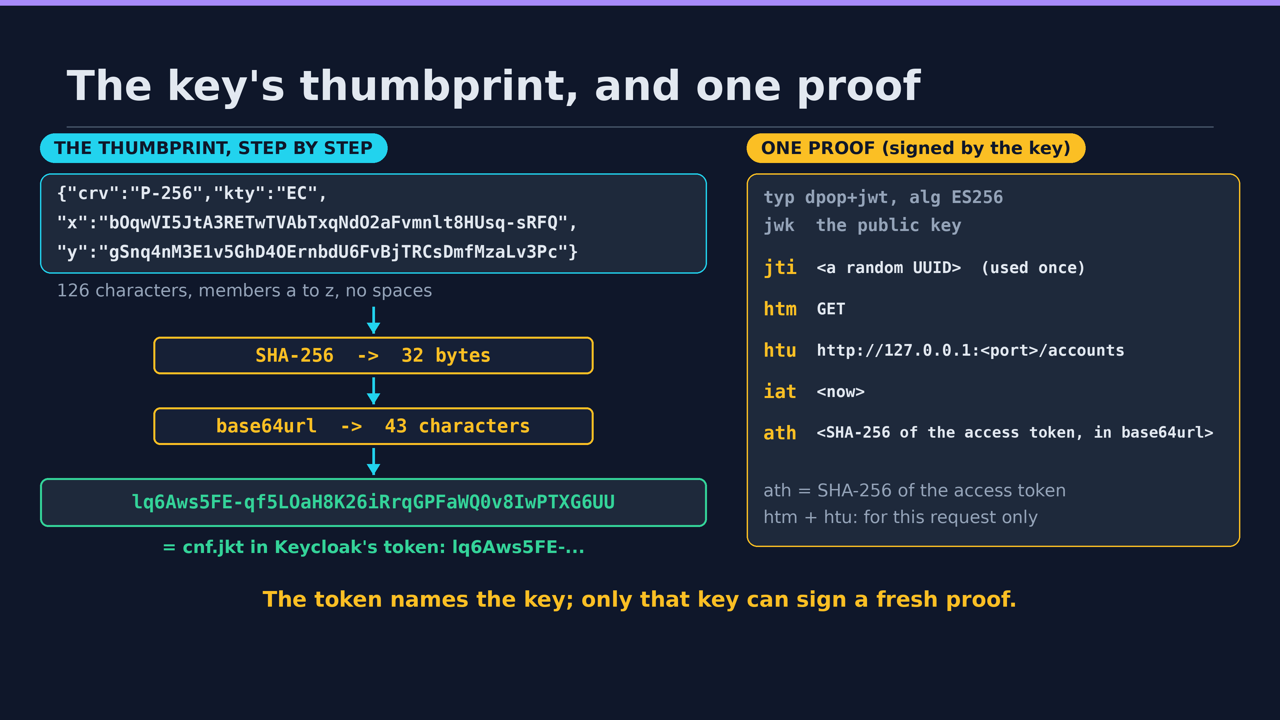 The key's thumbprint, and one proof
THE THUMBPRINT, STEP BY STEP
{"crv":"P-256","kty":"EC",
"x":"bOqwVI5JtA3RETwTVAbTxqNdO2aFvmnlt8HUsq-sRFQ",
"y":"gSnq4nM3E1v5GhD4OErnbdU6FvBjTRCsDmfMzaLv3Pc"}
126 characters, members a to z, no spaces
SHA-256 -> 32 bytes
base64url -> 43 characters
lq6Aws5FE-qf5LOaH8K26iRrqGPFaWQ0v8IwPTXG6UU
= cnf.jkt in Keycloak's token: lq6Aws5FE-...
ONE PROOF (signed by the key)
typ dpop+jwt, alg ES256
jwk the public key
jti <a random UUID> (used once)
htm GET
htu http://127.0.0.1:<port>/accounts
iat <now>
ath <SHA-256 of the access token, in base64url>
ath = SHA-256 of the access token
htm + htu: for this request only
The token names the key; only that key can sign a fresh proof.